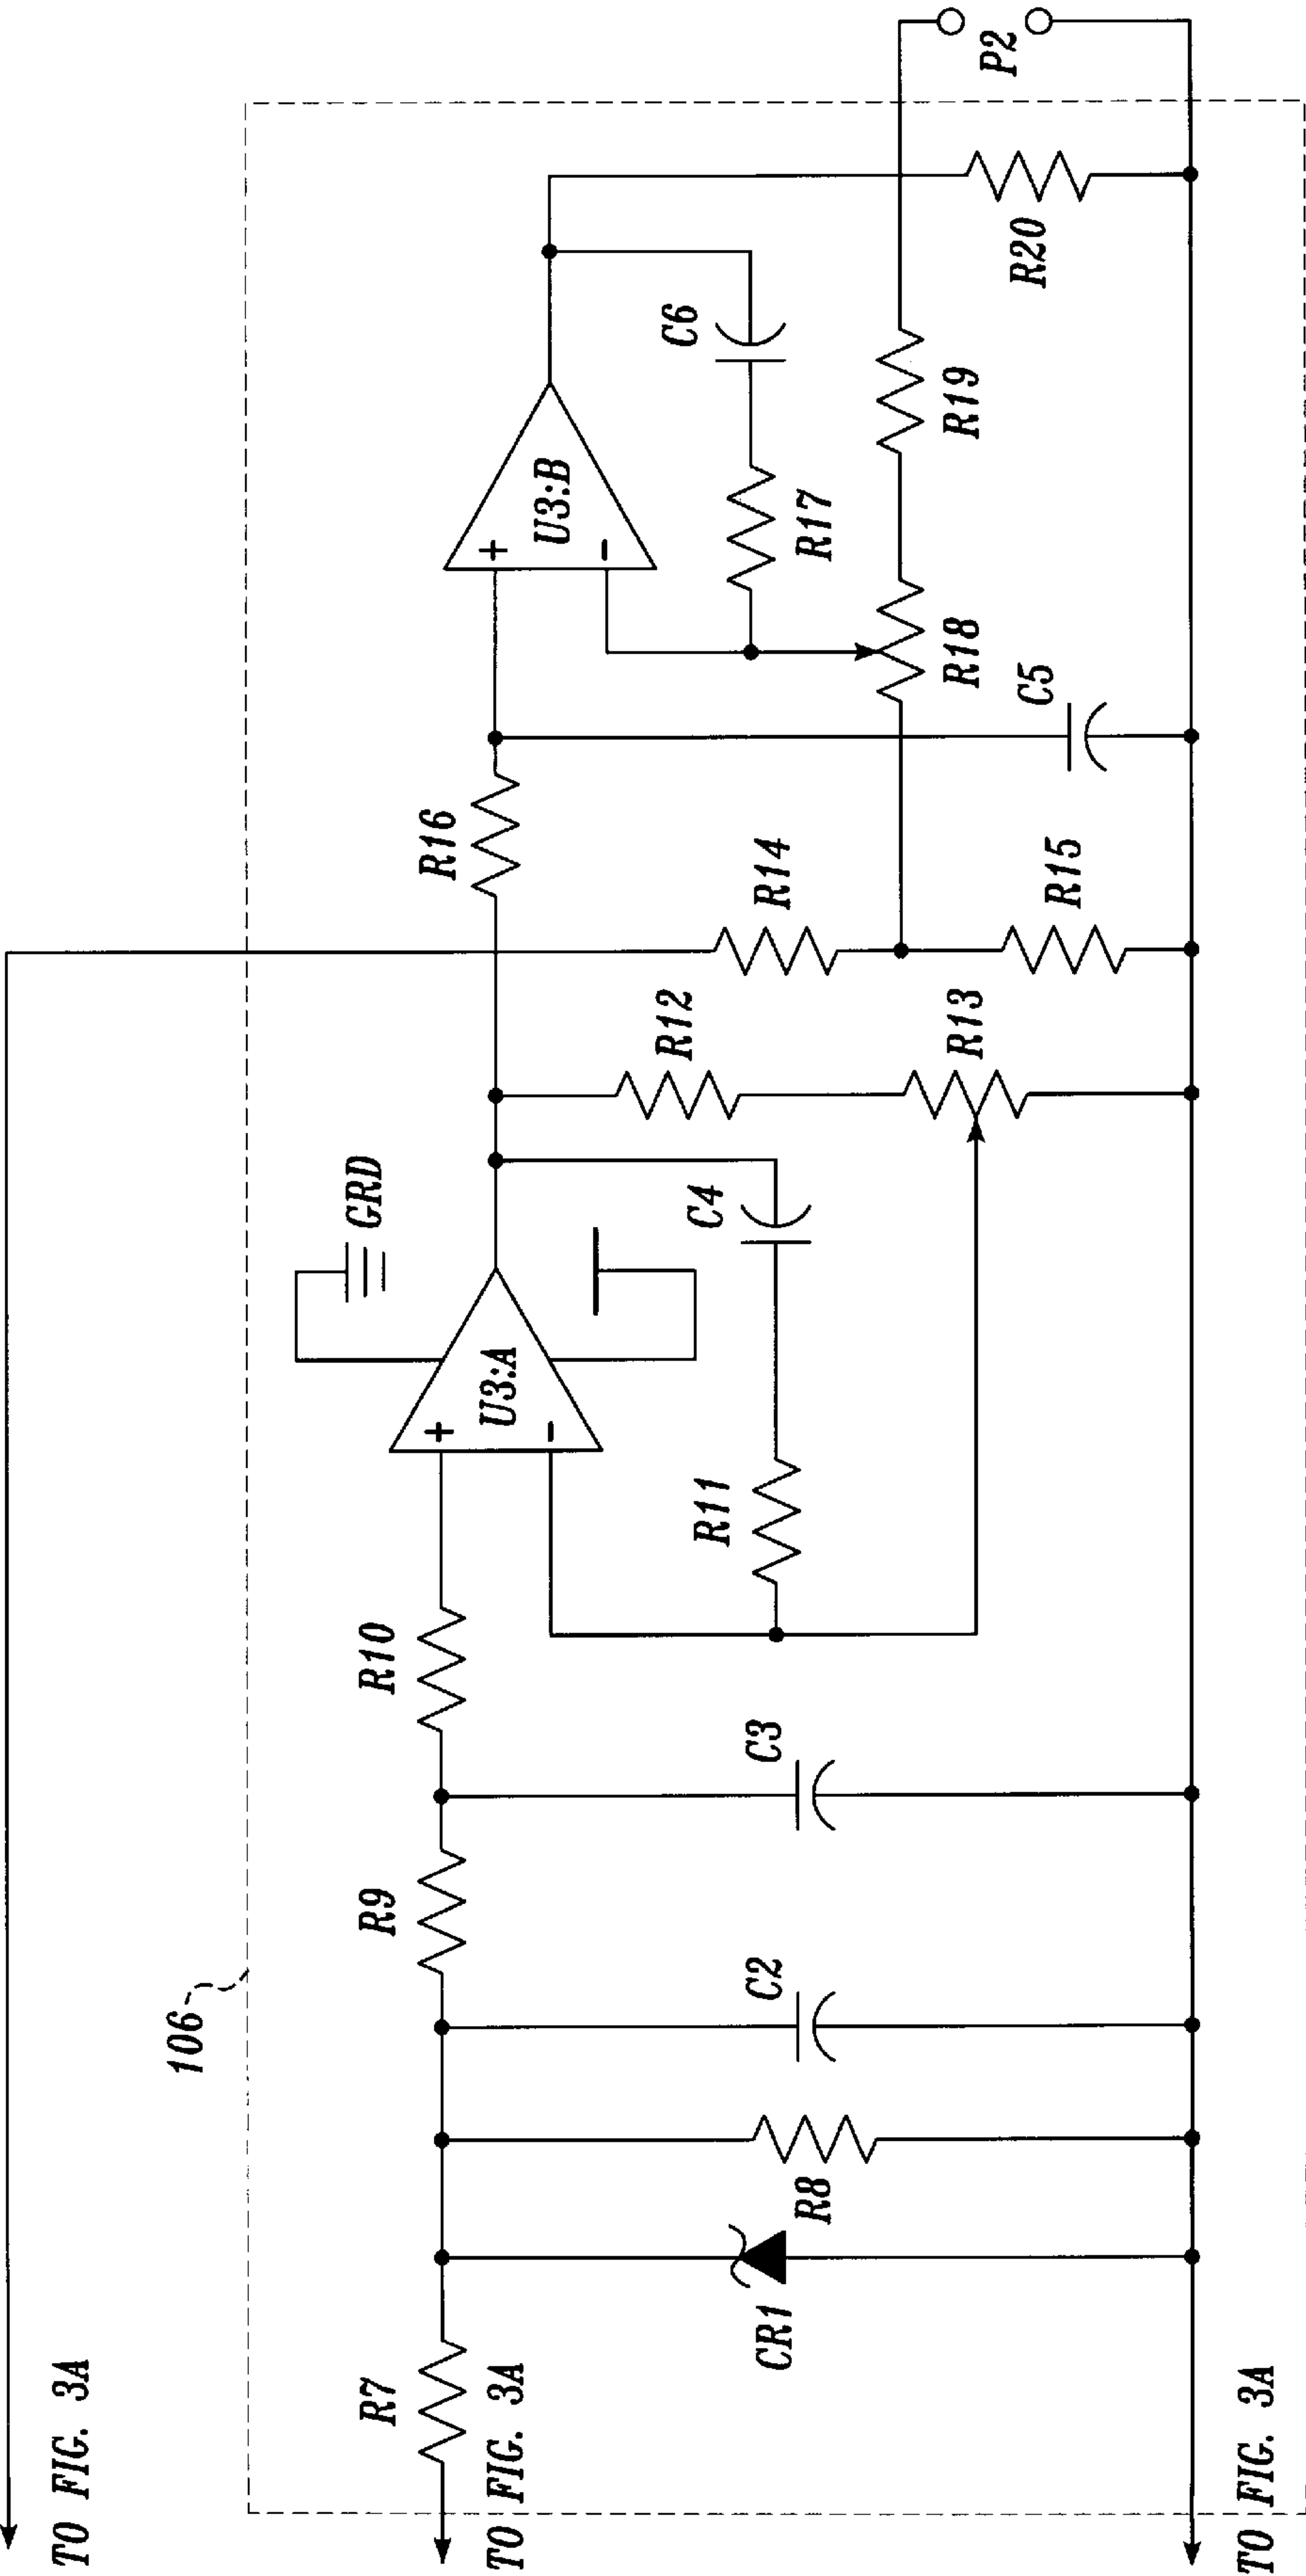 TO FIG. 3A
106
P2
R7
R9
R10
GRD
R16
+
U3:A
-
+
U3:B
-
C6
TO FIG. 3A
R11
C4
R12
R14
R17
CR1
R8
C2
C3
R13
R18
R19
R15
C5
R20
TO FIG. 3A